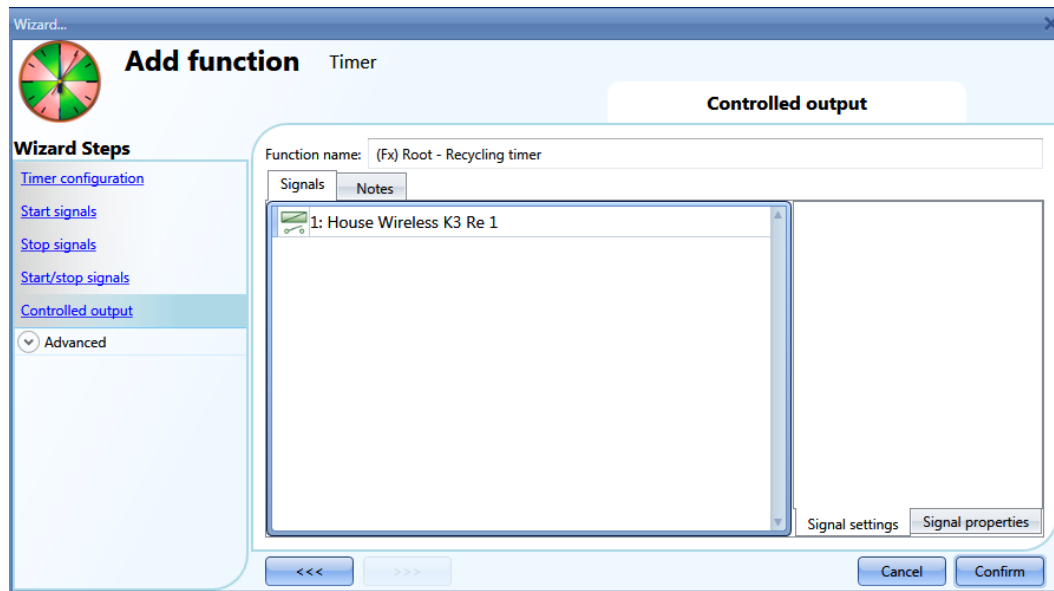 Wizard...
Add function Timer
Controlled output
Wizard Steps
Timer configuration
Start signals
Stop signals
Start/stop signals
Controlled output
Advanced
Function name: (Fx) Root - Recycling timer
Signals Notes
1: House Wireless K3 Re 1
Signal settings Signal properties
<<< >>> Cancel Confirm